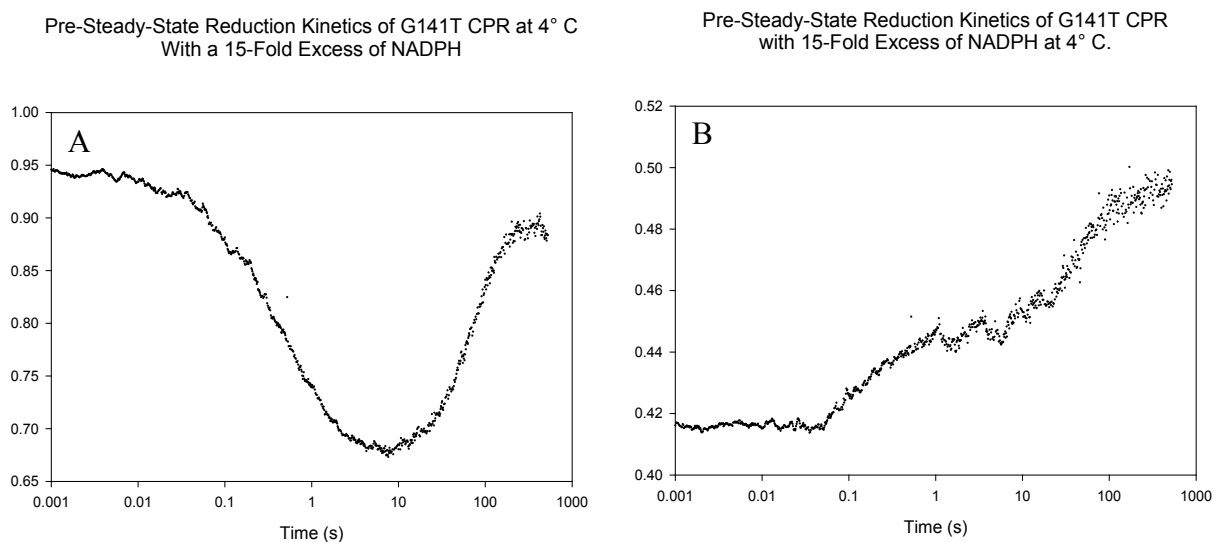 Pre-Steady-State Reduction Kinetics of G141T CPR at 4° C
With a 15-Fold Excess of NADPH
A
1.00
0.95
0.90
0.85
0.80
0.75
0.70
0.65
0.001 0.01 0.1 1 10 100 1000
Time (s)
Pre-Steady-State Reduction Kinetics of G141T CPR
with 15-Fold Excess of NADPH at 4° C.
B
0.52
0.50
0.48
0.46
0.44
0.42
0.40
0.001 0.01 0.1 1 10 100 1000
Time (s)